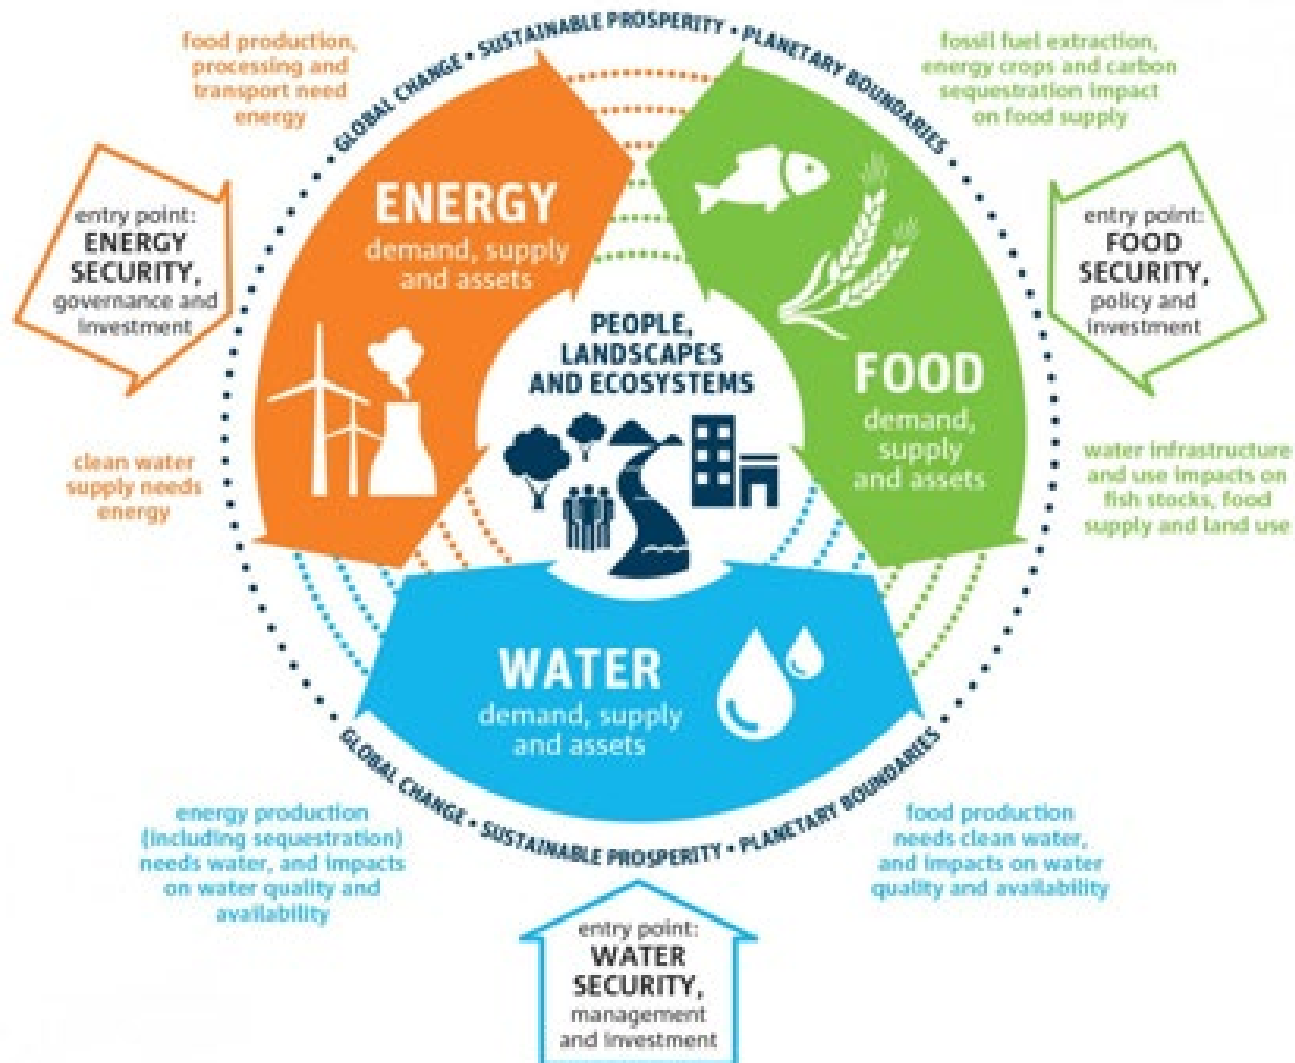 GLOBAL CHANGE • SUSTAINABLE PROSPERITY • PLANETARY BOUNDARIES
food production,
processing and
transport need
energy
fossil fuel extraction,
energy crops and carbon
sequestration impact
on food supply
entry point:
ENERGY
SECURITY,
governance and
investment
ENERGY
demand, supply
and assets
entry point:
FOOD
SECURITY,
policy and
investment
PEOPLE,
LANDSCAPES
AND ECOSYSTEMS
FOOD
demand,
supply
and assets
clean water
supply needs
energy
water infrastructure
and use impacts on
fish stocks, food
supply and land use
WATER
demand, supply
and assets
GLOBAL CHANGE • SUSTAINABLE PROSPERITY • PLANETARY BOUNDARIES
energy production
(including sequestration)
needs water, and impacts
on water quality and
availability
food production
needs clean water,
and impacts on water
quality and availability
entry point:
WATER
SECURITY,
management
and investment